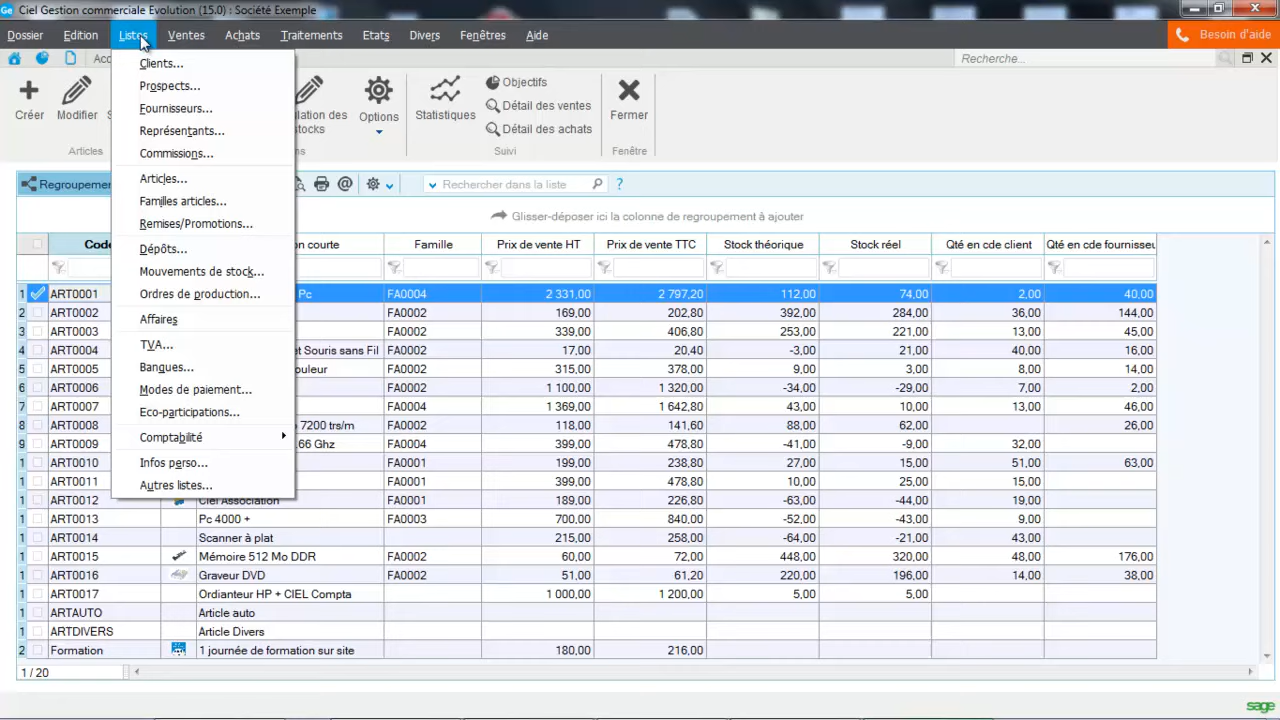 Ge Ciel Gestion commerciale Evolution (15.0) : Société Exemple
Dossier Edition Listes Ventes Achats Traitements Etats Divers Fenêtres Aide Besoin d'aide
Acc Recherche...
Clients...
Prospects...
Fournisseurs...
Représentants...
Commissions...
Articles...
Familles articles...
Remises/Promotions...
Dépôts...
Mouvements de stock...
Ordres de production...
Affaires
TVA...
Banques...
Modes de paiement...
Eco-participations...
Comptabilité
Infos perso...
Autres listes...
Créer Modifier S lation des stocks Options Statistiques Objectifs Fermer
Détail des ventes
Détail des achats
Articles ns Suivi Fenêtre
Regroupemen Rechercher dans la liste ?
Glisser-déposer ici la colonne de regroupement à ajouter
Code on courte Famille Prix de vente HT Prix de vente TTC Stock théorique Stock réel Qté en cde client Qté en cde fournisseu
1 ART0001 Pc FA0004 2 331,00 2 797,20 112,00 74,00 2,00 40,00
2 ART0002 FA0002 169,00 202,80 392,00 284,00 36,00 144,00
3 ART0003 FA0002 339,00 406,80 253,00 221,00 13,00 45,00
4 ART0004 et Souris sans Fil FA0002 17,00 20,40 -3,00 21,00 40,00 16,00
5 ART0005 ouleur FA0002 315,00 378,00 9,00 3,00 8,00 14,00
6 ART0006 FA0002 1 100,00 1 320,00 -34,00 -29,00 7,00 2,00
7 ART0007 FA0004 1 369,00 1 642,80 43,00 10,00 13,00 46,00
8 ART0008 7200 trs/m FA0002 118,00 141,60 88,00 62,00 26,00
9 ART0009 .66 Ghz FA0004 399,00 478,80 -41,00 -9,00 32,00
1 ART0010 FA0001 199,00 238,80 27,00 15,00 51,00 63,00
1 ART0011 FA0001 399,00 478,80 10,00 25,00 15,00
1 ART0012 Ciel Association FA0001 189,00 226,80 -63,00 -44,00 19,00
1 ART0013 Pc 4000 + FA0003 700,00 840,00 -52,00 -43,00 9,00
1 ART0014 Scanner à plat 215,00 258,00 -64,00 -21,00 43,00
1 ART0015 Mémoire 512 Mo DDR FA0002 60,00 72,00 448,00 320,00 48,00 176,00
1 ART0016 Graveur DVD FA0002 51,00 61,20 220,00 196,00 14,00 38,00
1 ART0017 Ordianteur HP + CIEL Compta 1 000,00 1 200,00 5,00 5,00
1 ARTAUTO Article auto
1 ARTDIVERS Article Divers
2 Formation 1 journée de formation sur site 180,00 216,00
1 / 20
sage